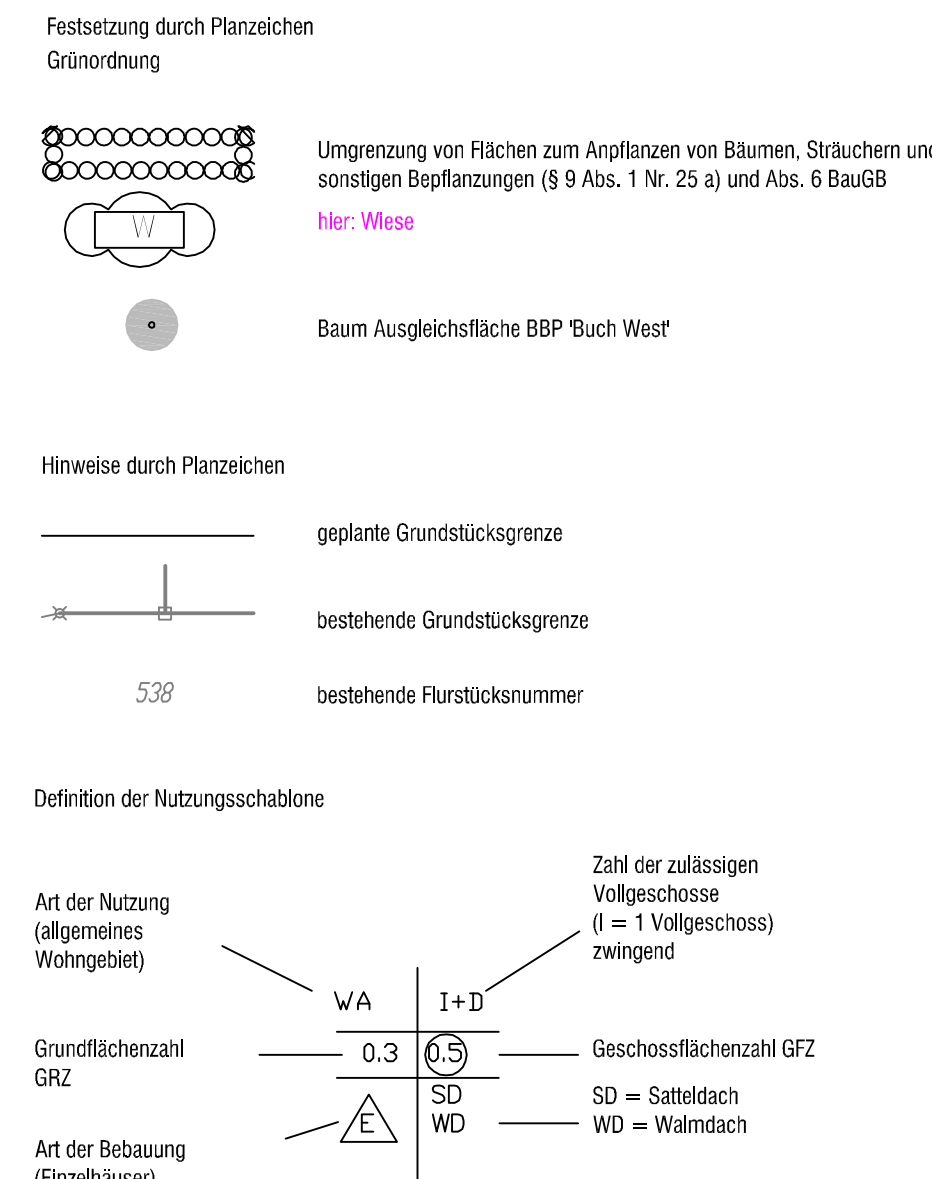 Festsetzung durch Planzeichen
Grünordnung
Umgrenzung von Flächen zum Anpflanzen von Bäumen, Sträuchern und
sonstigen Bepflanzungen (§ 9 Abs. 1 Nr. 25 a) und Abs. 6 BauGB
W
hier: Wiese
Baum Ausgleichsfläche BBP 'Buch West'
Hinweise durch Planzeichen
geplante Grundstücksgrenze
bestehende Grundstücksgrenze
538
bestehende Flurstücksnummer
Definition der Nutzungsschablone
Art der Nutzung
(allgemeines
Wohngebiet)
Zahl der zulässigen
Vollgeschosse
(I = 1 Vollgeschoss)
zwingend
WA
I+D
Grundflächenzahl
GRZ
0.3
0.5
Geschossflächenzahl GFZ
Art der Bebauung
(Einzelhäuser)
E
SD
WD
SD = Satteldach
WD = Walmdach